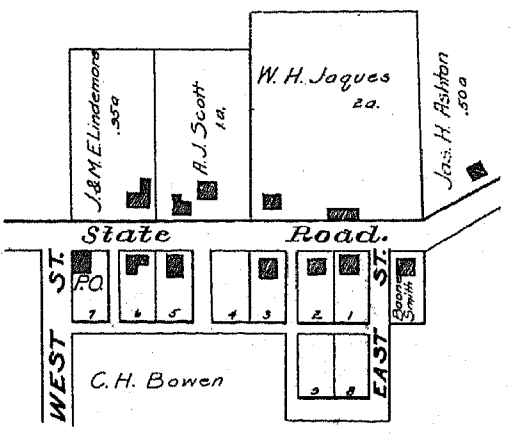 J. & M. E. Lindemore
.95a
A. J. Scott
1a.
W. H. Jaques
2a.
Jas. H. Ashton
.50a
State Road.
WEST ST.
P.O.
7
6
5
4
3
2
1
EAST ST.
Boone
Smith
C. H. Bowen
9
8